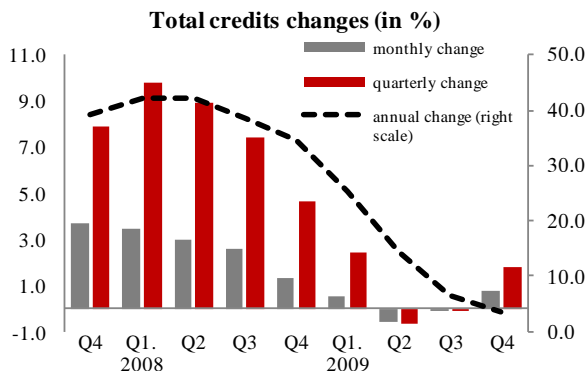 Total credits changes (in %)
monthly change
quarterly change
annual change (right
scale)
11.0
9.0
7.0
5.0
3.0
1.0
-1.0
50.0
40.0
30.0
20.0
10.0
0.0
Q4 Q1. Q2 Q3 Q4 Q1. Q2 Q3 Q4
2008 2009